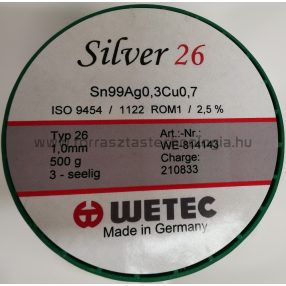 Silver 26
Sn99Ag0,3Cu0,7
ISO 9454 / 1122 ROM1 / 2,5 %
Typ 26 Art.-Nr.:
1,0mm WE-814143
500 g Charge:
3 - seelig 210833
WETEC
Made in Germany